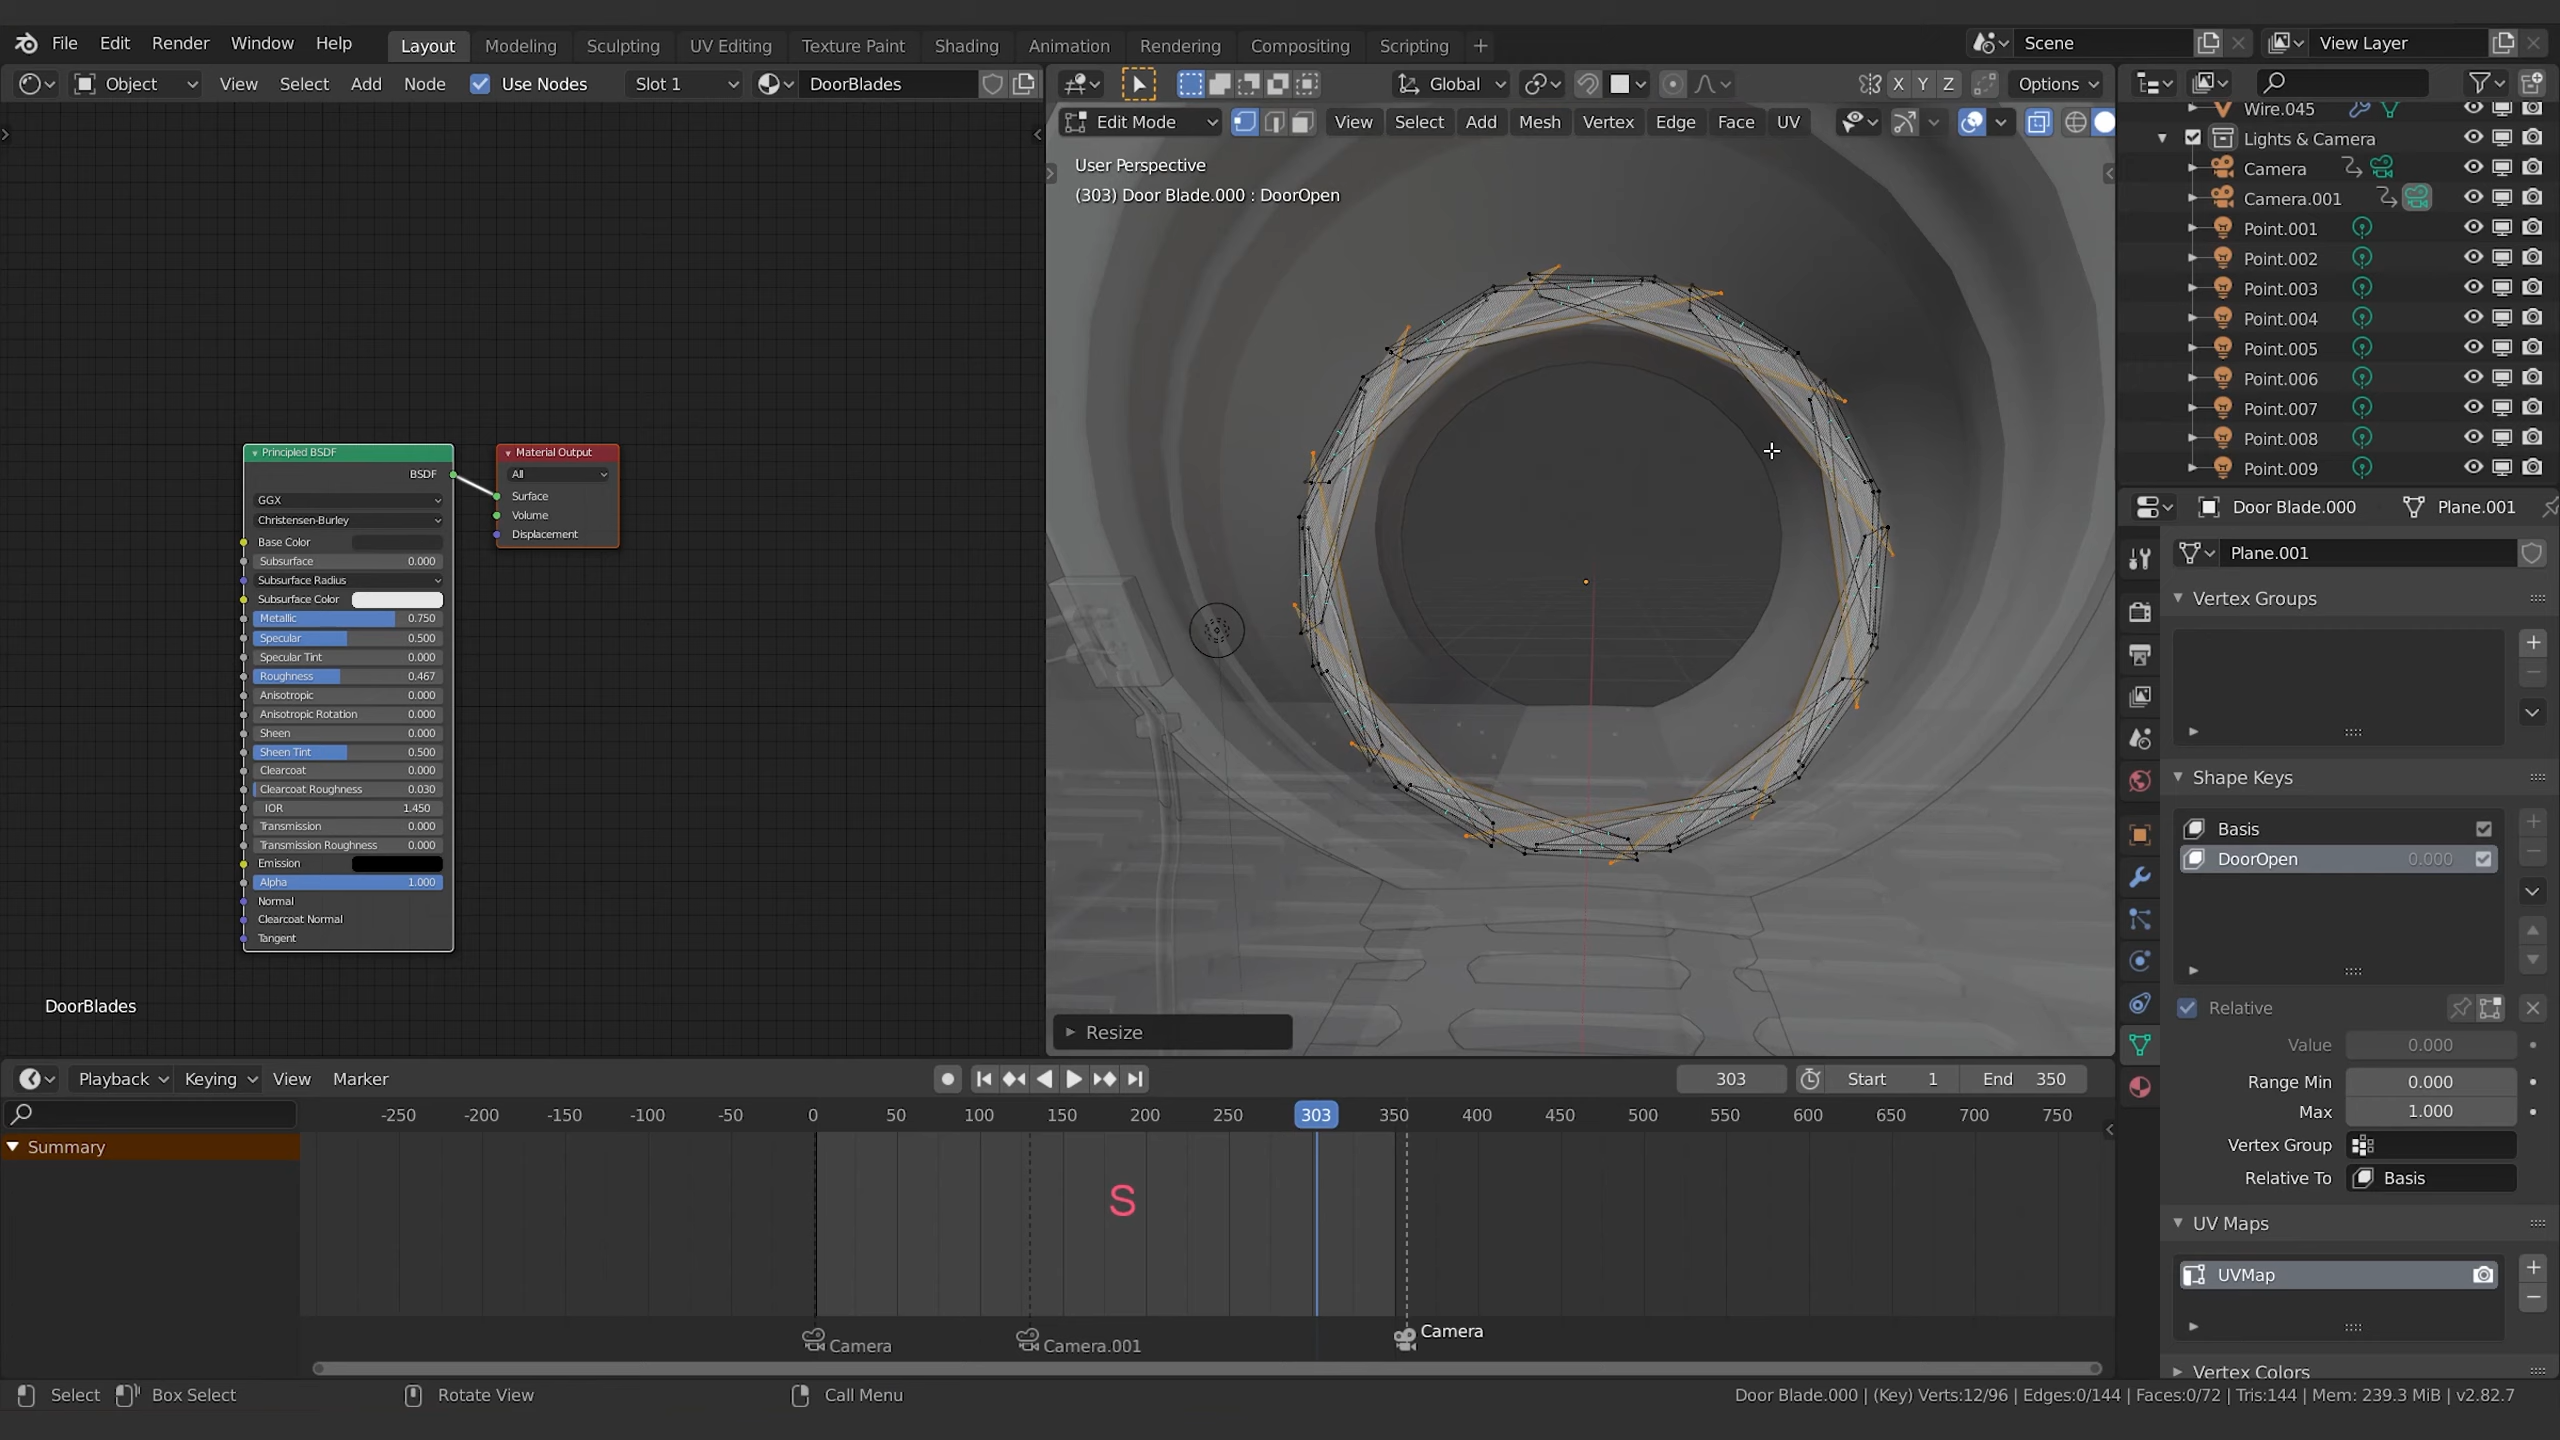 File Edit Render Window Help Layout Modeling Sculpting UV Editing Texture Paint Shading Animation Rendering Compositing Scripting + Scene View Layer
Object View Select Add Node Use Nodes Slot 1 DoorBlades Global X Y Z Options
Edit Mode View Select Add Mesh Vertex Edge Face UV
User Perspective
(303) Door Blade.000 : DoorOpen
Principled BSDF
BSDF
GGX
Christensen-Burley
Base Color
Subsurface 0.000
Subsurface Radius
Subsurface Color
Metallic 0.750
Specular 0.500
Specular Tint 0.000
Roughness 0.467
Anisotropic 0.000
Anisotropic Rotation 0.000
Sheen 0.000
Sheen Tint 0.500
Clearcoat 0.000
Clearcoat Roughness 0.030
IOR 1.450
Transmission 0.000
Transmission Roughness 0.000
Emission
Alpha 1.000
Normal
Clearcoat Normal
Tangent
Material Output
All
Surface
Volume
Displacement
DoorBlades
Resize
Wire.045
Lights & Camera
Camera
Camera.001
Point.001
Point.002
Point.003
Point.004
Point.005
Point.006
Point.007
Point.008
Point.009
Door Blade.000 Plane.001
Plane.001
Vertex Groups
Shape Keys
Basis
DoorOpen 0.000
Relative
Value 0.000
Range Min 0.000
Max 1.000
Vertex Group
Relative To Basis
UV Maps
UVMap
Vertex Colors
Playback Keying View Marker 303 Start 1 End 350
-250 -200 -150 -100 -50 0 50 100 150 200 250 303 350 400 450 500 550 600 650 700 750
Summary
S
Camera Camera.001 Camera
Select Box Select Rotate View Call Menu Door Blade.000 | (Key) Verts:12/96 | Edges:0/144 | Faces:0/72 | Tris:144 | Mem: 239.3 MiB | v2.82.7